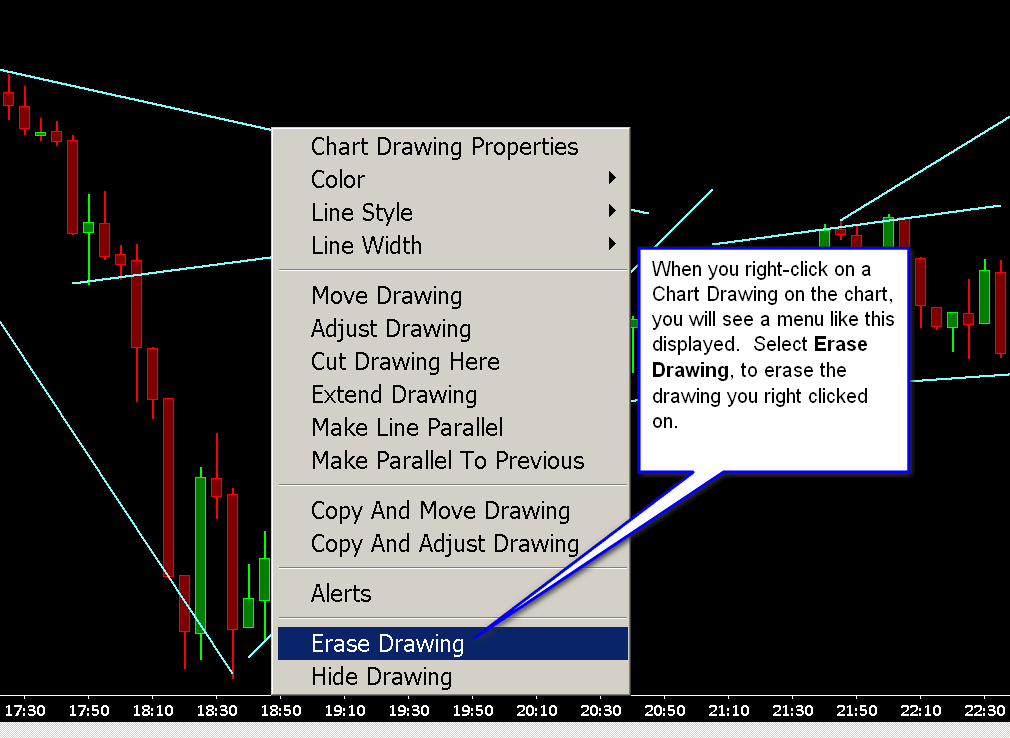 Chart Drawing Properties
Color
Line Style
Line Width
Move Drawing
Adjust Drawing
Cut Drawing Here
Extend Drawing
Make Line Parallel
Make Parallel To Previous
Copy And Move Drawing
Copy And Adjust Drawing
Alerts
Erase Drawing
Hide Drawing
When you right-click on a
Chart Drawing on the chart,
you will see a menu like this
displayed.  Select Erase
Drawing, to erase the
drawing you right clicked
on.
17:30 17:50 18:10 18:30 18:50 19:10 19:30 19:50 20:10 20:30 20:50 21:10 21:30 21:50 22:10 22:30